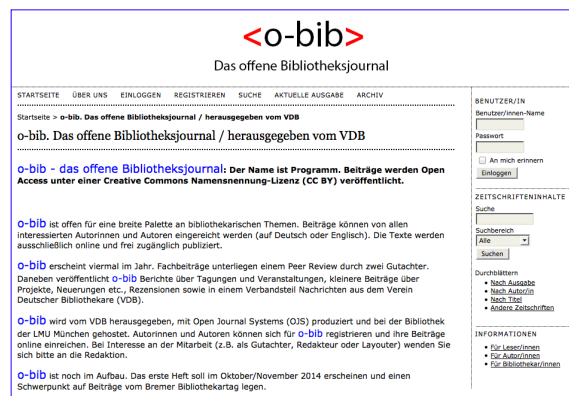 <o-bib>
Das offene Bibliotheksjournal
STARTSEITE ÜBER UNS EINLOGGEN REGISTRIEREN SUCHE AKTUELLE AUSGABE ARCHIV
Startseite > o-bib. Das offene Bibliotheksjournal / herausgegeben vom VDB
o-bib. Das offene Bibliotheksjournal / herausgegeben vom VDB
o-bib - das offene Bibliotheksjournal: Der Name ist Programm. Beiträge werden Open
Access unter einer Creative Commons Namensnennung-Lizenz (CC BY) veröffentlicht.
o-bib ist offen für eine breite Palette an bibliothekarischen Themen. Beiträge können von allen
interessierten Autorinnen und Autoren eingereicht werden (auf Deutsch oder Englisch). Die Texte werden
ausschließlich online und frei zugänglich publiziert.
o-bib erscheint viermal im Jahr. Fachbeiträge unterliegen einem Peer Review durch zwei Gutachter.
Daneben veröffentlicht o-bib Berichte über Tagungen und Veranstaltungen, kleinere Beiträge über
Projekte, Neuerungen etc., Rezensionen sowie in einem Verbandsteil Nachrichten aus dem Verein
Deutscher Bibliothekare (VDB).
o-bib wird vom VDB herausgegeben, mit Open Journal Systems (OJS) produziert und bei der Bibliothek
der LMU München gehostet. Autorinnen und Autoren können sich für o-bib registrieren und ihre Beiträge
online einreichen. Bei Interesse an der Mitarbeit (z.B. als Gutachter, Redakteur oder Layouter) wenden Sie
sich bitte an die Redaktion.
o-bib ist noch im Aufbau. Das erste Heft soll im Oktober/November 2014 erscheinen und einen
Schwerpunkt auf Beiträge vom Bremer Bibliothekartag legen.
BENUTZER/IN
Benutzer/innen-Name
Passwort
An mich erinnern
Einloggen
ZEITSCHRIFTENINHALTE
Suche
Suchbereich
Alle
Suchen
Durchblättern
Nach Ausgabe
Nach Autor/in
Nach Titel
Andere Zeitschriften
INFORMATIONEN
Für Leser/innen
Für Autor/innen
Für Bibliothekar/innen